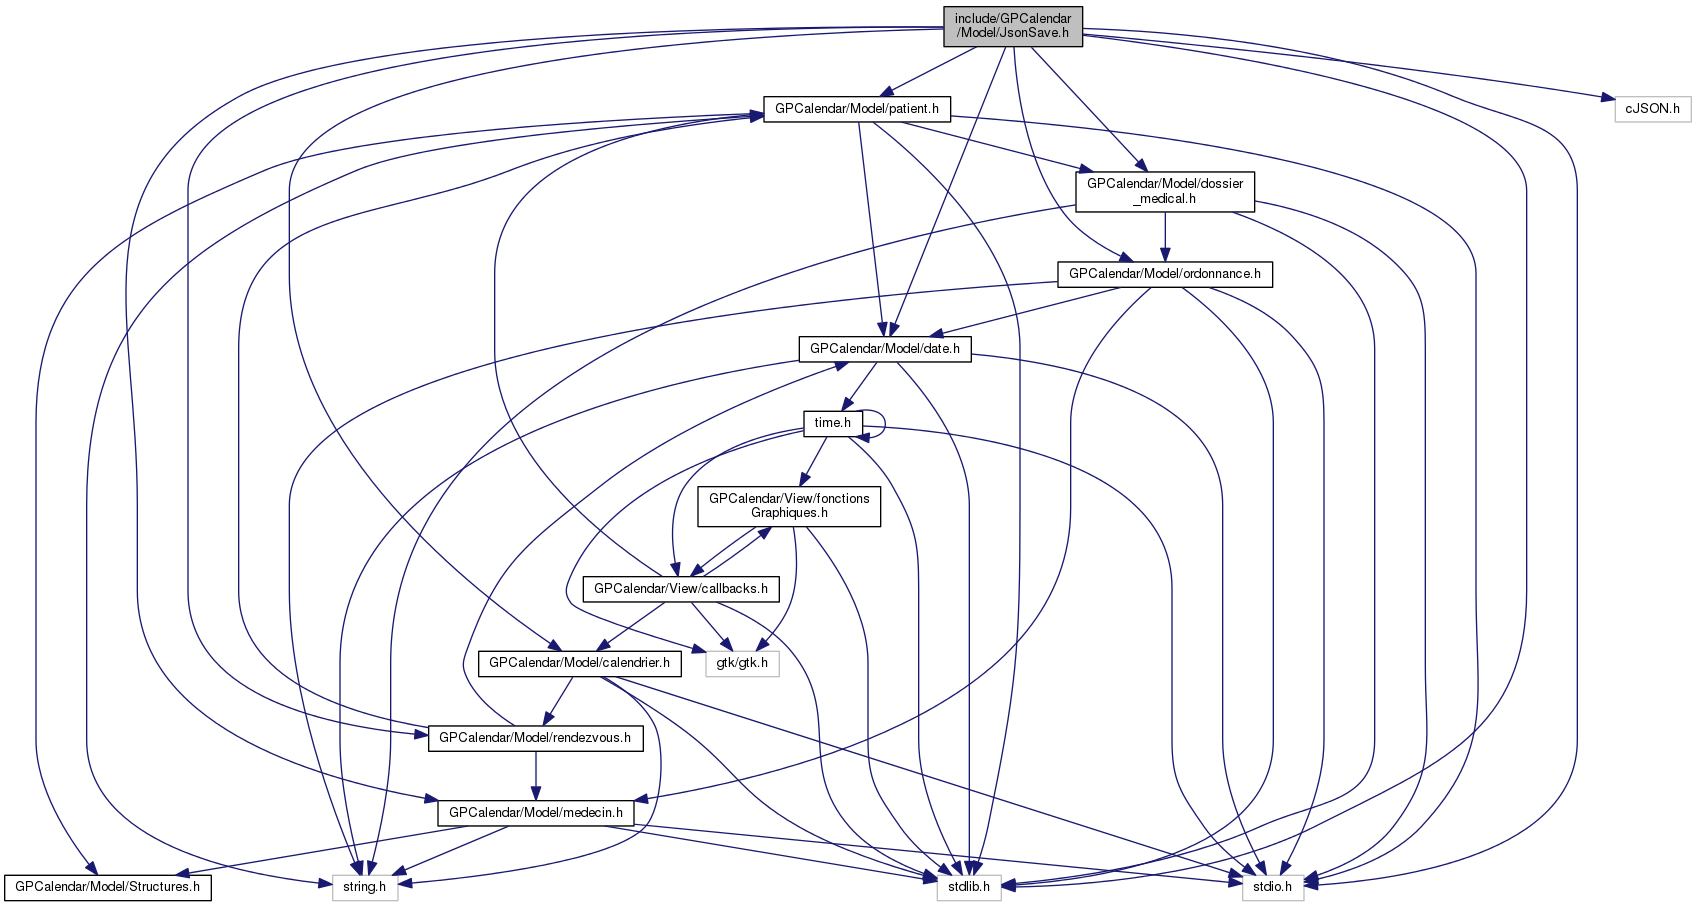 include/GPCalendar
/Model/JsonSave.h
GPCalendar/Model/patient.h
cJSON.h
GPCalendar/Model/dossier
_medical.h
GPCalendar/Model/ordonnance.h
GPCalendar/Model/date.h
time.h
GPCalendar/View/fonctions
Graphiques.h
GPCalendar/View/callbacks.h
GPCalendar/Model/calendrier.h
gtk/gtk.h
GPCalendar/Model/rendezvous.h
GPCalendar/Model/medecin.h
GPCalendar/Model/Structures.h
string.h
stdlib.h
stdio.h